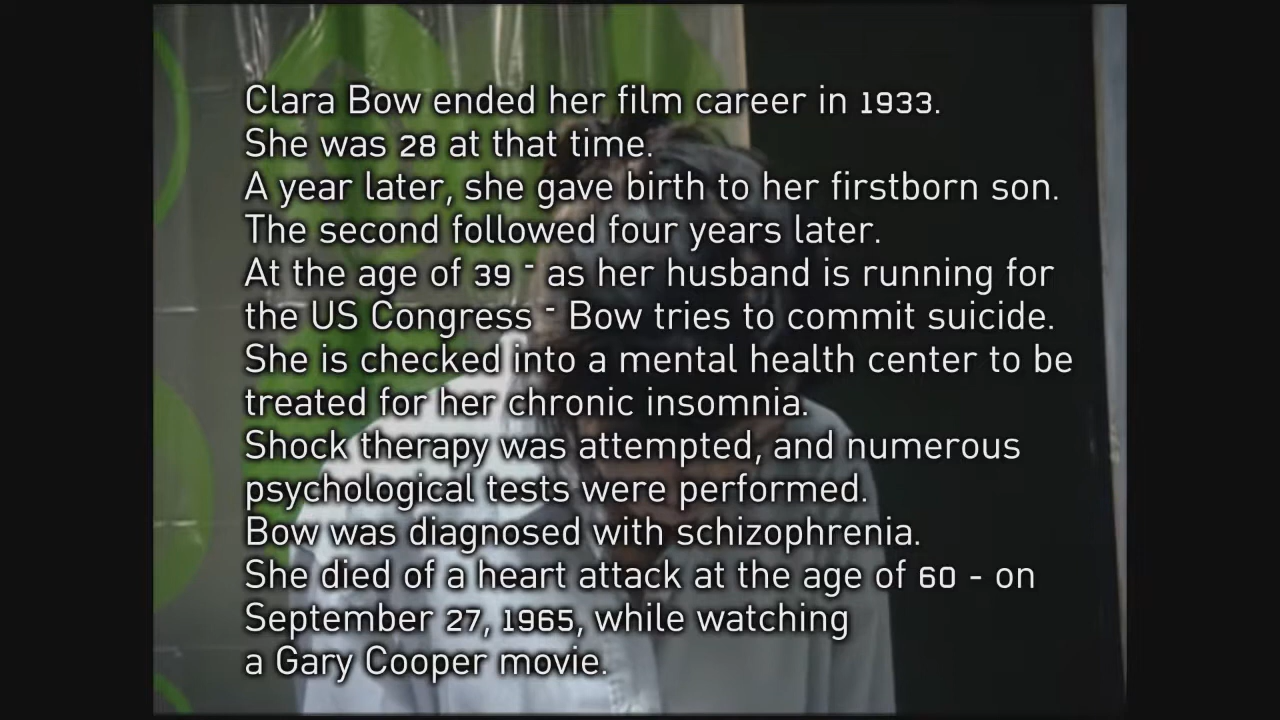 Clara Bow ended her film career in 1933.
She was 28 at that time.
A year later, she gave birth to her firstborn son.
The second followed four years later.
At the age of 39 - as her husband is running for
the US Congress - Bow tries to commit suicide.
She is checked into a mental health center to be
treated for her chronic insomnia.
Shock therapy was attempted, and numerous
psychological tests were performed.
Bow was diagnosed with schizophrenia.
She died of a heart attack at the age of 60 - on
September 27, 1965, while watching
a Gary Cooper movie.